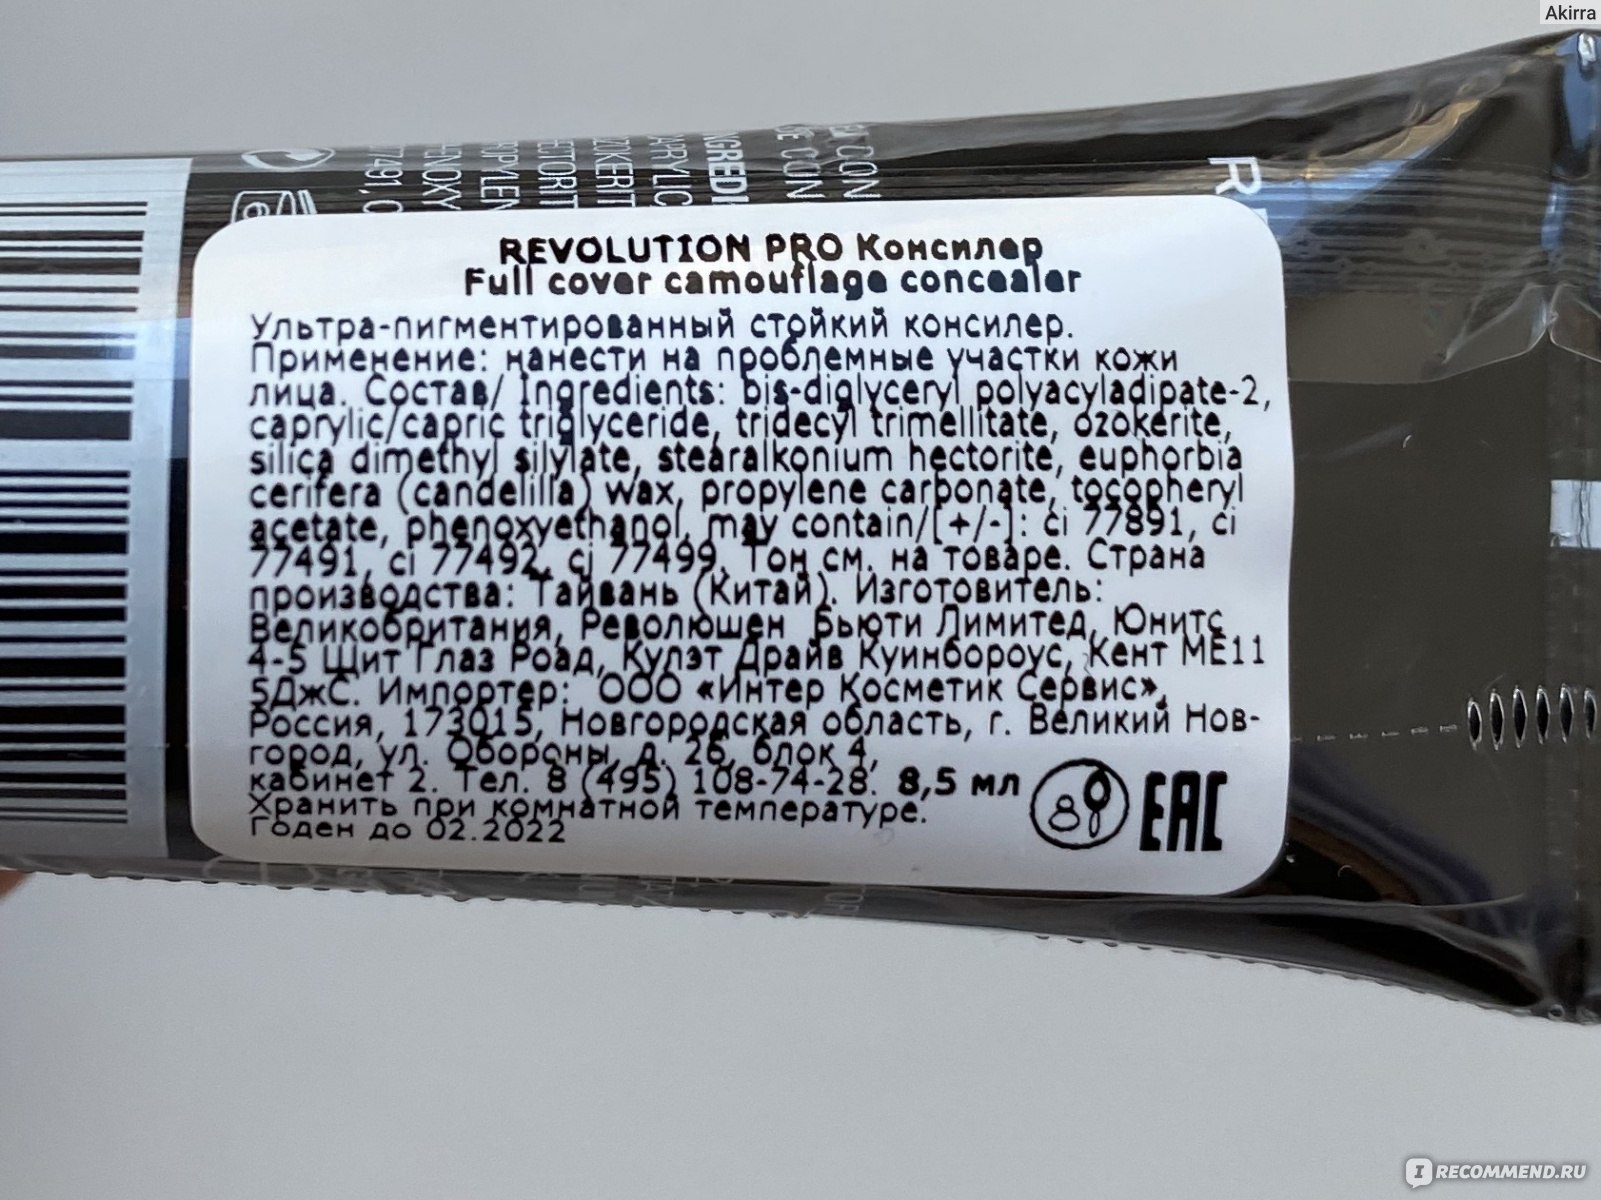 Akirra
REVOLUTION PRO Консилер
Full cover camouflage concealer
Ультра-пигментированный стойкий консилер.
Применение: нанести на проблемные участки кожи
лица. Состав/ Ingredients: bis-diglyceryl polyacyladipate-2,
caprylic/capric triglyceride, tridecyl trimellitate, ozokerite,
silica dimethyl silylate, stearalkonium hectorite, euphorbia
cerifera (candelilla) wax, propylene carbonate, tocopheryl
acetate, phenoxyethanol, may contain/[+/-]: ci 77891, ci
77491, ci 77492, ci 77499. Тон см. на товаре. Страна
производства: Тайвань (Китай). Изготовитель:
Великобритания, Революшен Бьюти Лимитед, Юнитс
4-5 Щит Глаз Роад, Кулэт Драйв Куинбороус, Кент МЕ11
5ДжС. Импортер: ООО «Интер Косметик Сервис»,
Россия, 173015, Новгородская область, г. Великий Нов-
город, ул. Обороны, д. 2б, блок 4,
кабинет 2. Тел. 8 (495) 108-74-28. 8,5 мл
EAC
Хранить при комнатной температуре.
Годен до 02.2022
IRECOMMEND.RU